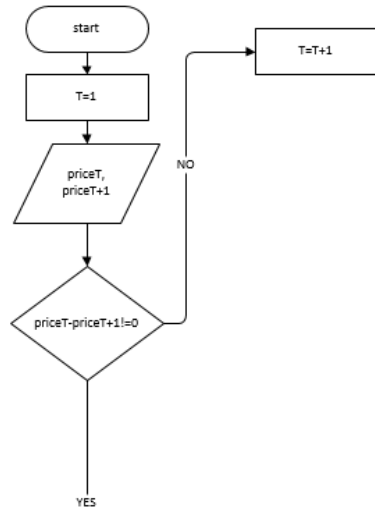 start
T=T+1
T=1
priceT,
priceT+1
NO
priceT-priceT+1!=0
YES